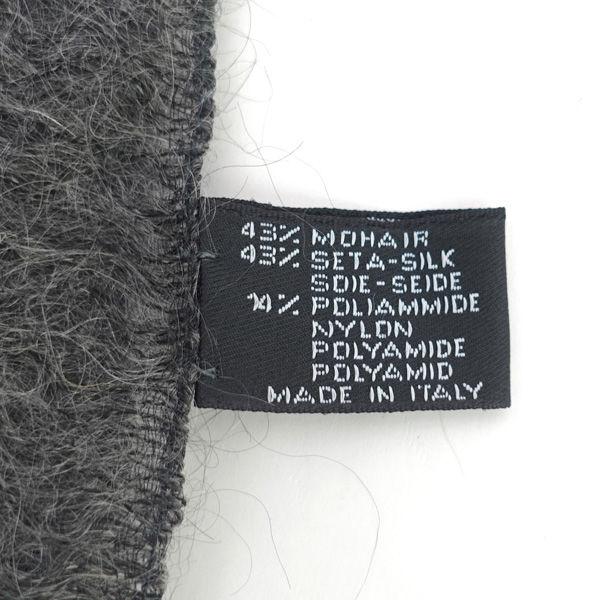 43% MOHAIR
43% SETA-SILK
SOIE-SEIDE
14% POLIAMMIDE
NYLON
POLYAMIDE
POLYAMID
MADE IN ITALY